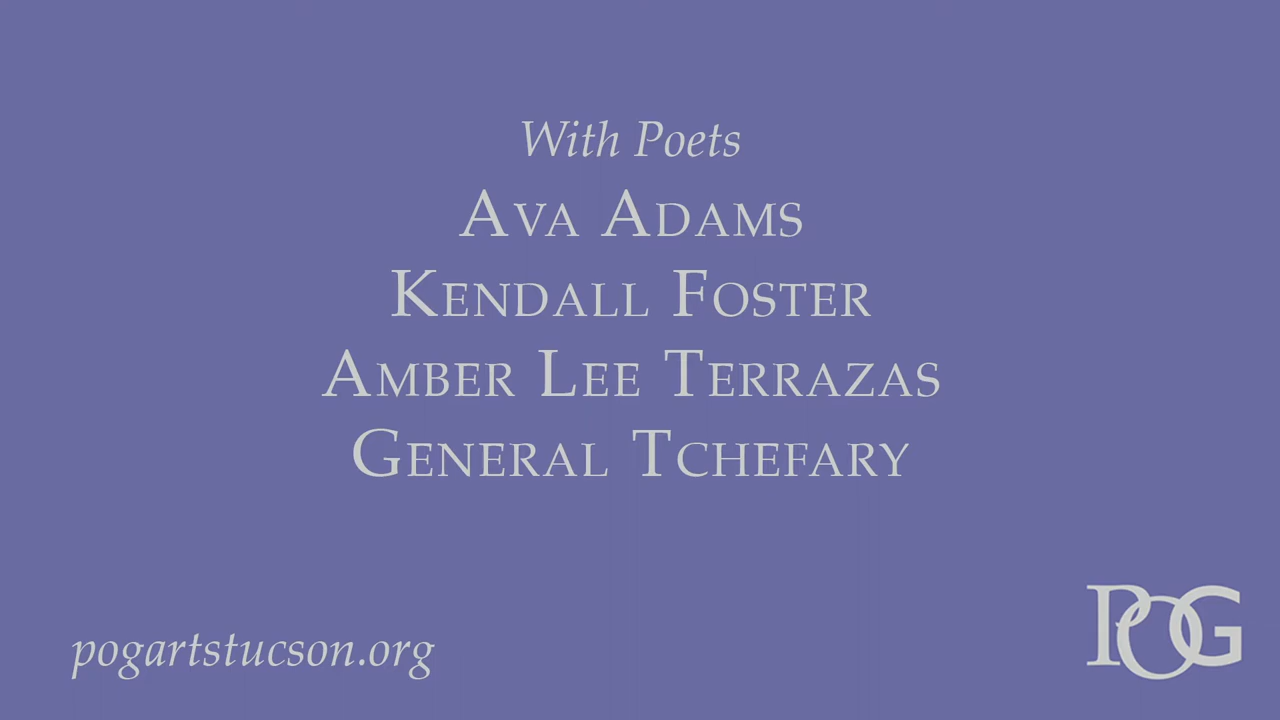 With Poets
Ava Adams
Kendall Foster
Amber Lee Terrazas
General Tchefary
pogartstucson.org
POG